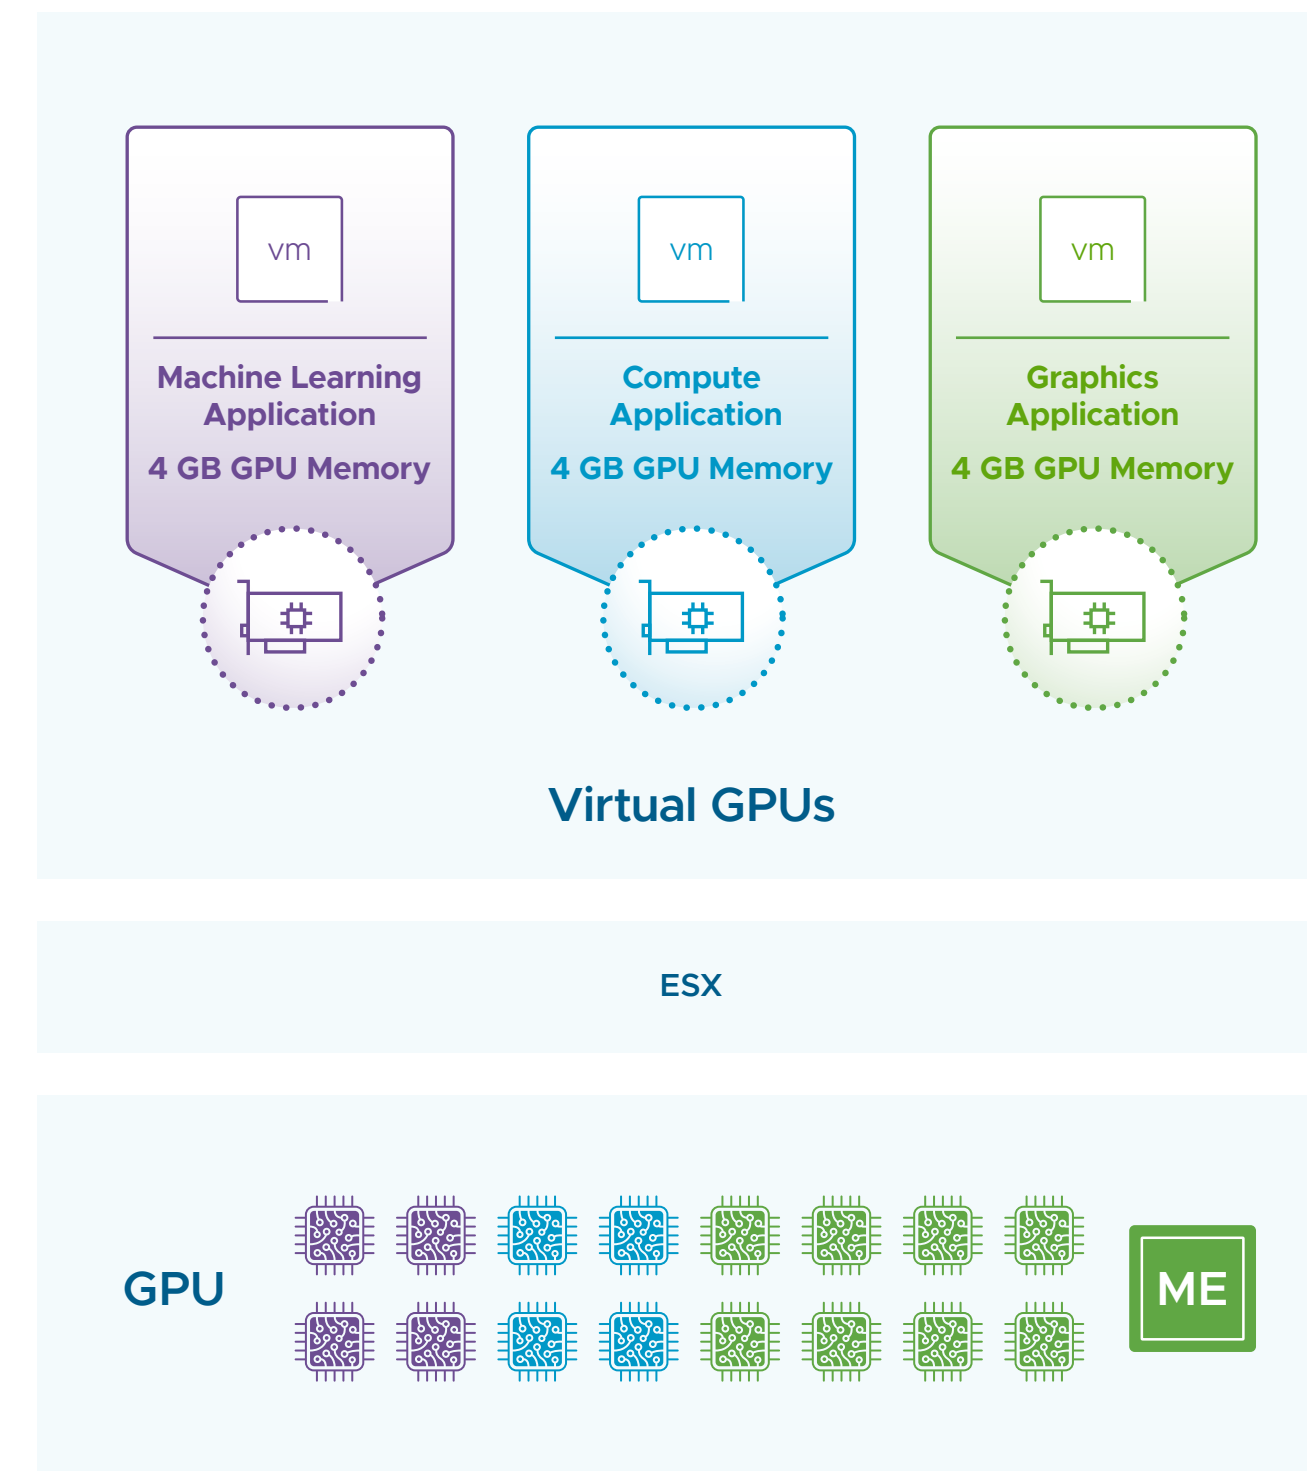 vm
Machine Learning
Application
4 GB GPU Memory
vm
Compute
Application
4 GB GPU Memory
vm
Graphics
Application
4 GB GPU Memory
Virtual GPUs
ESX
GPU
ME